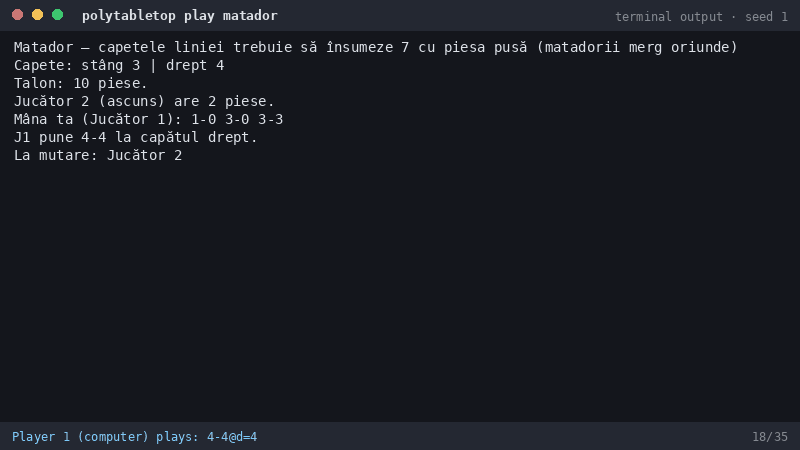 polytabletop play matador
terminal output · seed 1
Matador — capetele liniei trebuie să însumeze 7 cu piesa pusă (matadorii merg oriunde)
Capete: stâng 3 | drept 4
Talon: 10 piese.
Jucător 2 (ascuns) are 2 piese.
Mâna ta (Jucător 1): 1-0 3-0 3-3
J1 pune 4-4 la capătul drept.
La mutare: Jucător 2
Player 1 (computer) plays: 4-4@d=4
18/35